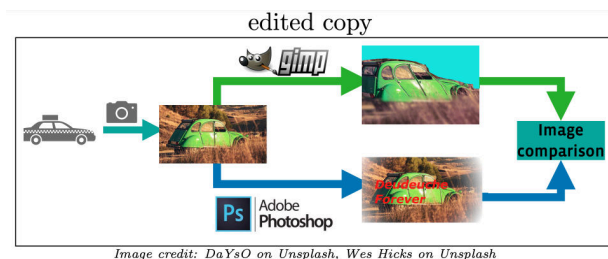 edited copy
gimp
Image
comparison
Deudeuche
Forever
Ps
Adobe
Photoshop
Image credit: DaYsO on Unsplash, Wes Hicks on Unsplash